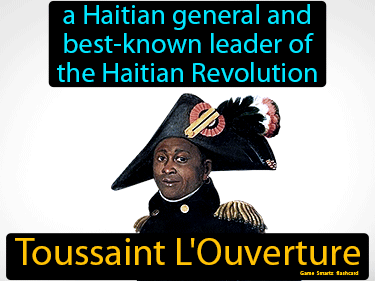 a Haitian general and
best-known leader of
the Haitian Revolution
Toussaint L'Ouverture
Game Smartz flashcard